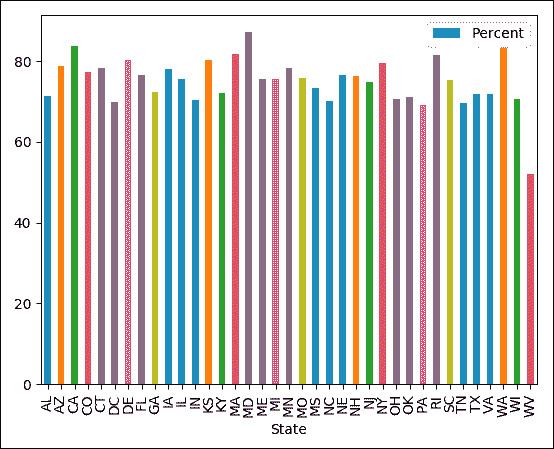 Percent
80
60
40
20
0
AL AZ CA CO CT DC DE FL GA IA IL IN KS KY MA MD ME MI MN MO MS NC NE NH NJ NY OH OK PA RI SC TN TX VA WA WI WV
State